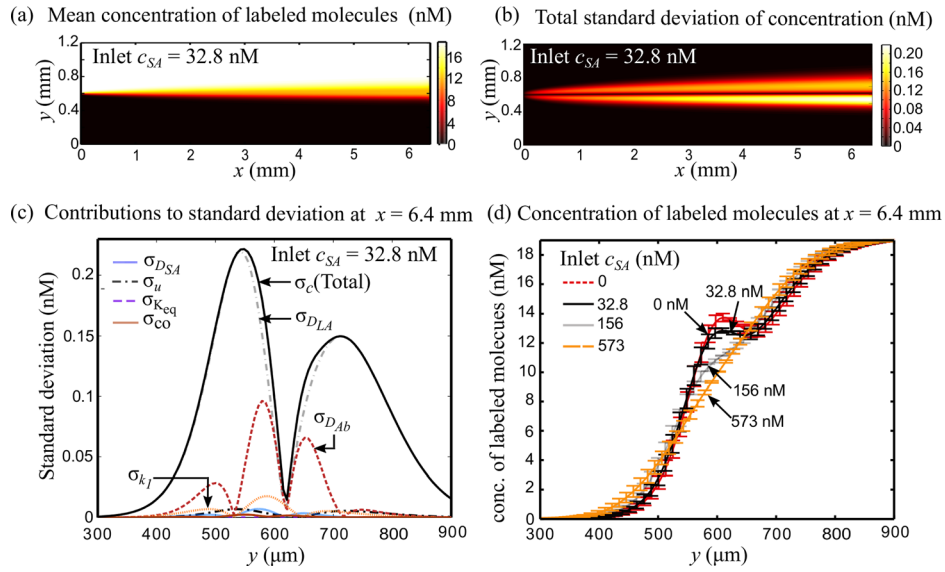 (a) Mean concentration of labeled molecules (nM)
Inlet c_SA = 32.8 nM
y (mm)
1.2
0.8
0.4
0
0 1 2 3 4 5 6
x (mm)
16
12
8
4
0
(b) Total standard deviation of concentration (nM)
Inlet c_SA = 32.8 nM
y (mm)
1.2
0.8
0.4
0
0 1 2 3 4 5 6
x (mm)
0.20
0.16
0.12
0.08
0.04
0
(c) Contributions to standard deviation at x = 6.4 mm
Inlet c_SA = 32.8 nM
σ_D_SA
σ_u
σ_K_eq
σ_co
σ_c(Total)
σ_D_LA
σ_D_Ab
σ_k_1
Standard deviation (nM)
0.2
0.15
0.1
0.05
0
300 400 500 600 700 800 900
y (μm)
(d) Concentration of labeled molecules at x = 6.4 mm
Inlet c_SA (nM)
0
32.8
156
573
0 nM
32.8 nM
156 nM
573 nM
conc. of labeled molecues (nM)
18
16
14
12
10
8
6
4
2
0
300 400 500 600 700 800 900
y (μm)